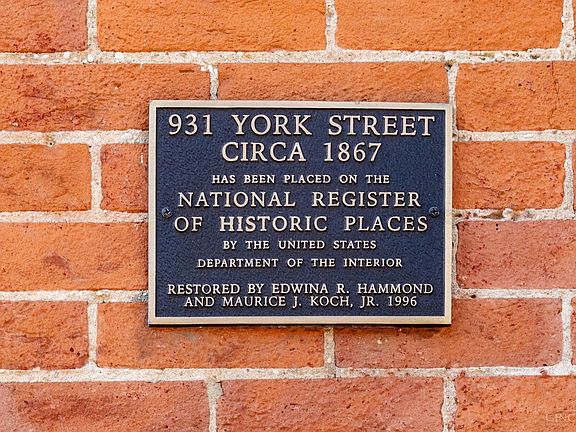 931 YORK STREET
CIRCA 1867
HAS BEEN PLACED ON THE
NATIONAL REGISTER
OF HISTORIC PLACES
BY THE UNITED STATES
DEPARTMENT OF THE INTERIOR
RESTORED BY EDWINA R. HAMMOND
AND MAURICE J. KOCH, JR. 1996